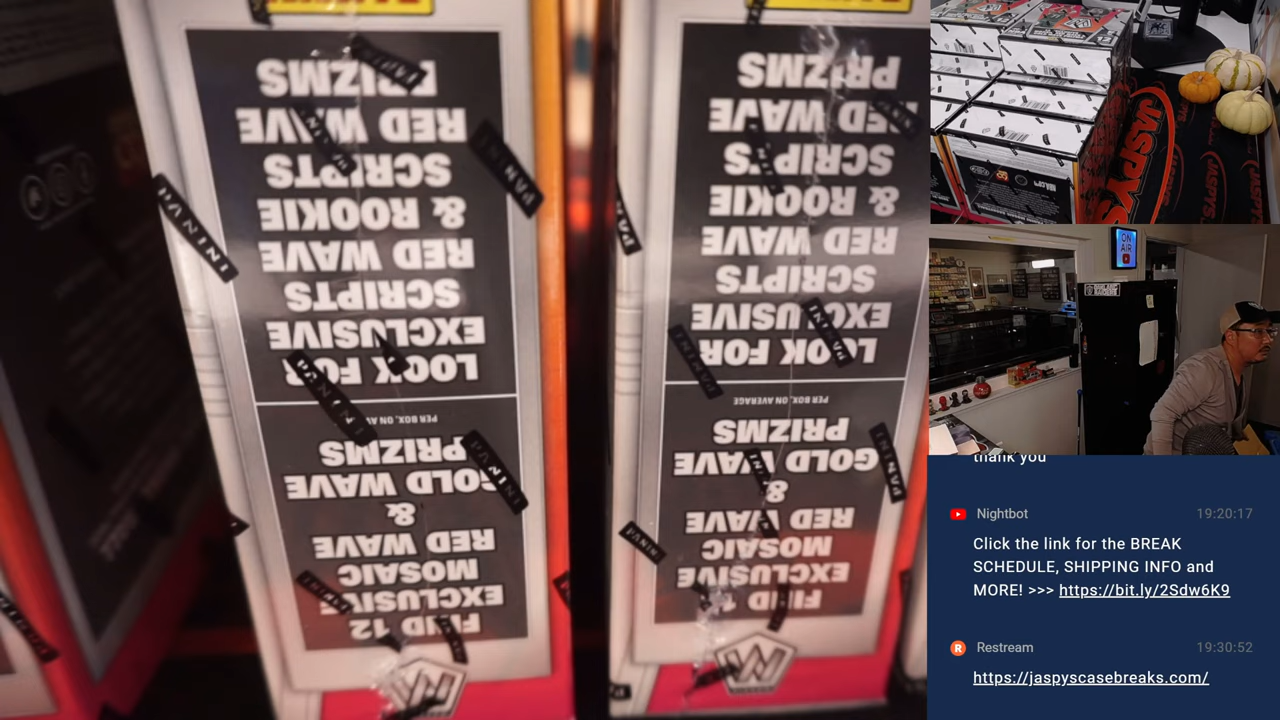 FIND 12
EXCLUSIVE
MOSAIC
RED WAVE
&
GOLD WAVE
PRIZMS
PER BOX, ON AVERAGE
LOOK FOR
EXCLUSIVE
SCRIPTS
RED WAVE
& ROOKIE
SCRIPTS
RED WAVE
PRIZMS
FIND 12
EXCLUSIVE
MOSAIC
RED WAVE
&
GOLD WAVE
PRIZMS
PER BOX, ON AVERAGE
LOOK FOR
EXCLUSIVE
SCRIPTS
RED WAVE
& ROOKIE
SCRIPTS
RED WAVE
PRIZMS
PANINI
JASPYS
ON
AIR
thank you
Nightbot 19:20:17
Click the link for the BREAK
SCHEDULE, SHIPPING INFO and
MORE! >>> https://bit.ly/2Sdw6K9
Restream 19:30:52
https://jaspyscasebreaks.com/